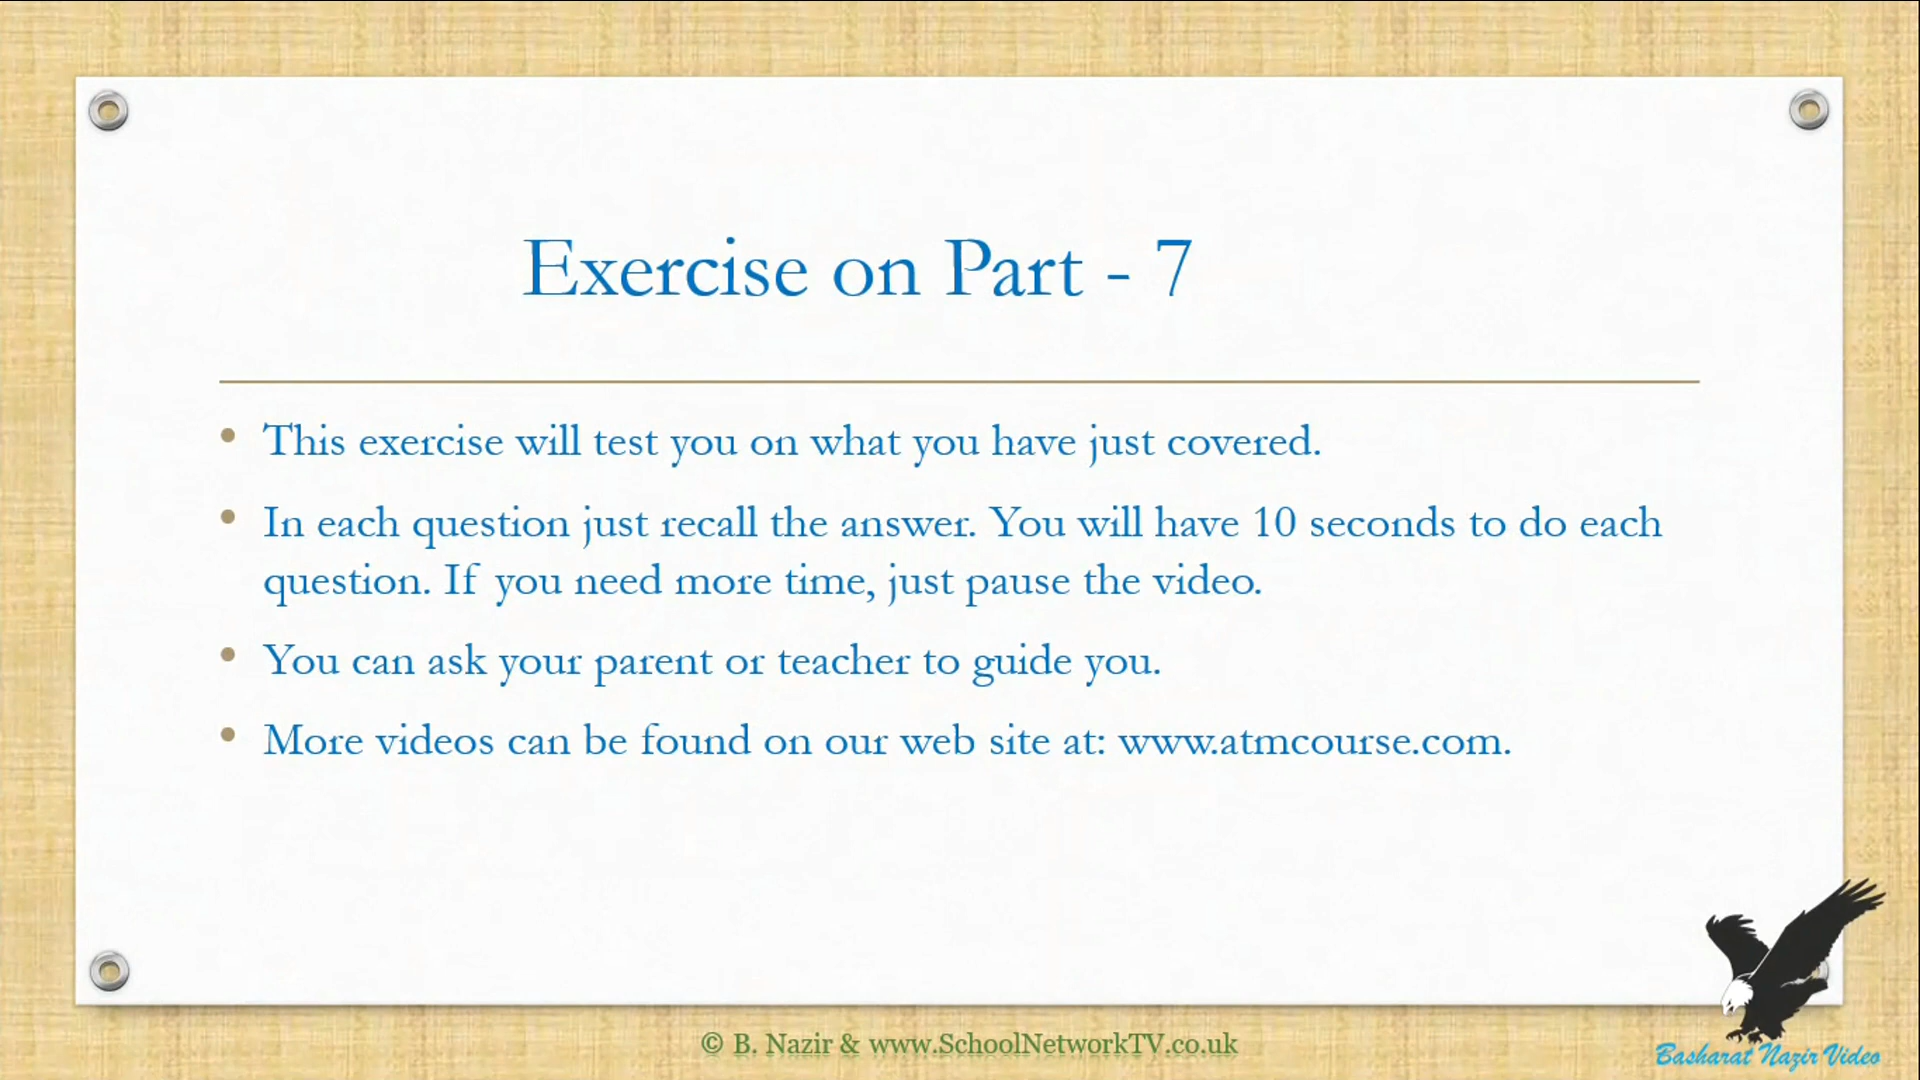 Exercise on Part - 7
• This exercise will test you on what you have just covered.
• In each question just recall the answer. You will have 10 seconds to do each
question. If you need more time, just pause the video.
• You can ask your parent or teacher to guide you.
• More videos can be found on our web site at: www.atmcourse.com.
© B. Nazir & www.SchoolNetworkTV.co.uk
Basharat Nazir Video